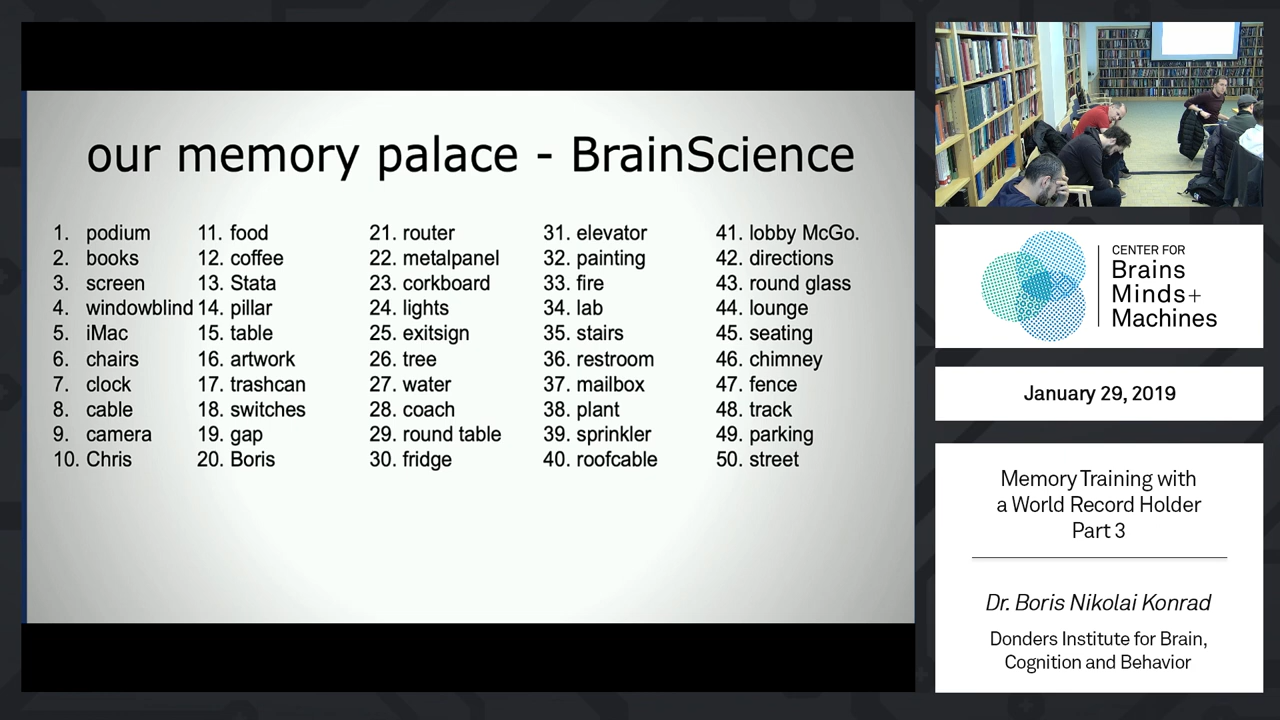 our memory palace - BrainScience
1. podium
2. books
3. screen
4. windowblind
5. iMac
6. chairs
7. clock
8. cable
9. camera
10. Chris
11. food
12. coffee
13. Stata
14. pillar
15. table
16. artwork
17. trashcan
18. switches
19. gap
20. Boris
21. router
22. metalpanel
23. corkboard
24. lights
25. exitsign
26. tree
27. water
28. coach
29. round table
30. fridge
31. elevator
32. painting
33. fire
34. lab
35. stairs
36. restroom
37. mailbox
38. plant
39. sprinkler
40. roofcable
41. lobby McGo.
42. directions
43. round glass
44. lounge
45. seating
46. chimney
47. fence
48. track
49. parking
50. street
CENTER FOR
Brains
Minds+
Machines
January 29, 2019
Memory Training with
a World Record Holder
Part 3
Dr. Boris Nikolai Konrad
Donders Institute for Brain,
Cognition and Behavior